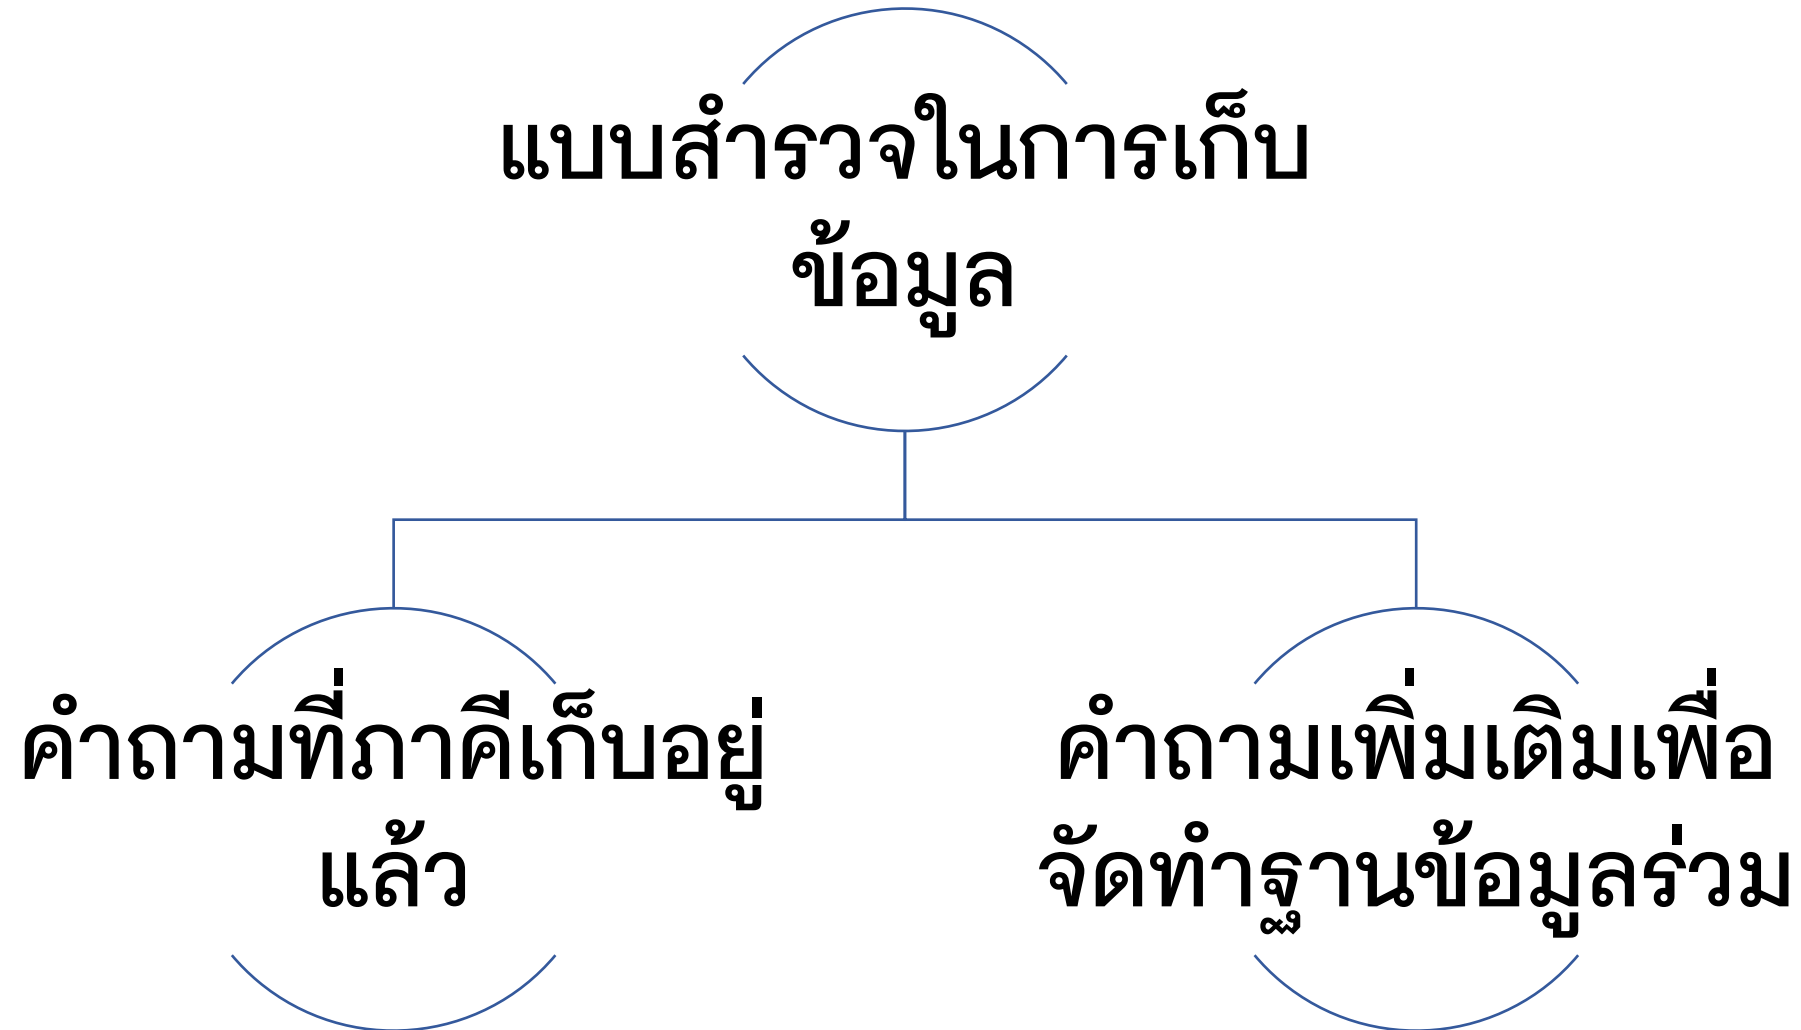 แบบสำรวจในการเก็บ
ข้อมูล
คำถามที่ภาคีเก็บอยู่
แล้ว
คำถามเพิ่มเติมเพื่อ
จัดทำฐานข้อมูลร่วม